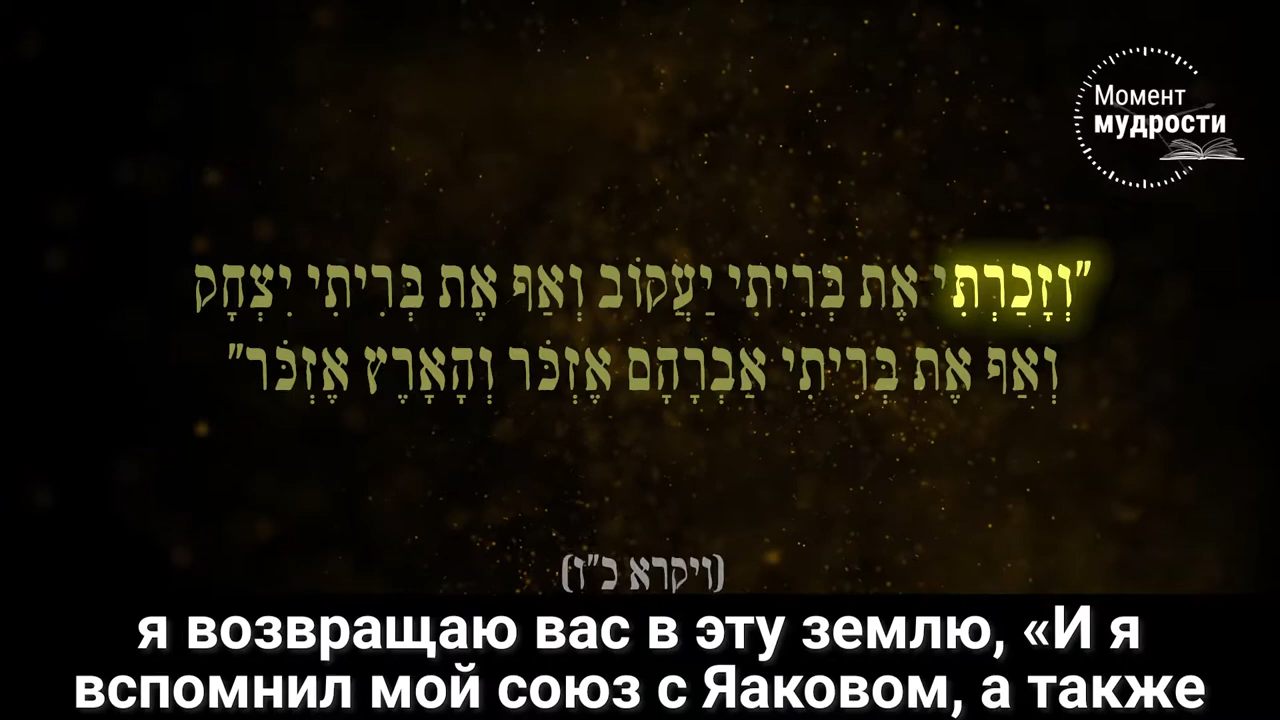 Момент
мудрости
"וְזָכַרְתִּי אֶת בְּרִיתִי יַעֲקוֹב וְאַף אֶת בְּרִיתִי יִצְחָק
וְאַף אֶת בְּרִיתִי אַבְרָהָם אֶזְכֹּר וְהָאָרֶץ אֶזְכֹּר"
(ויקרא כ"ו)
я возвращаю вас в эту землю, «И я
вспомнил мой союз с Яаковом, а также